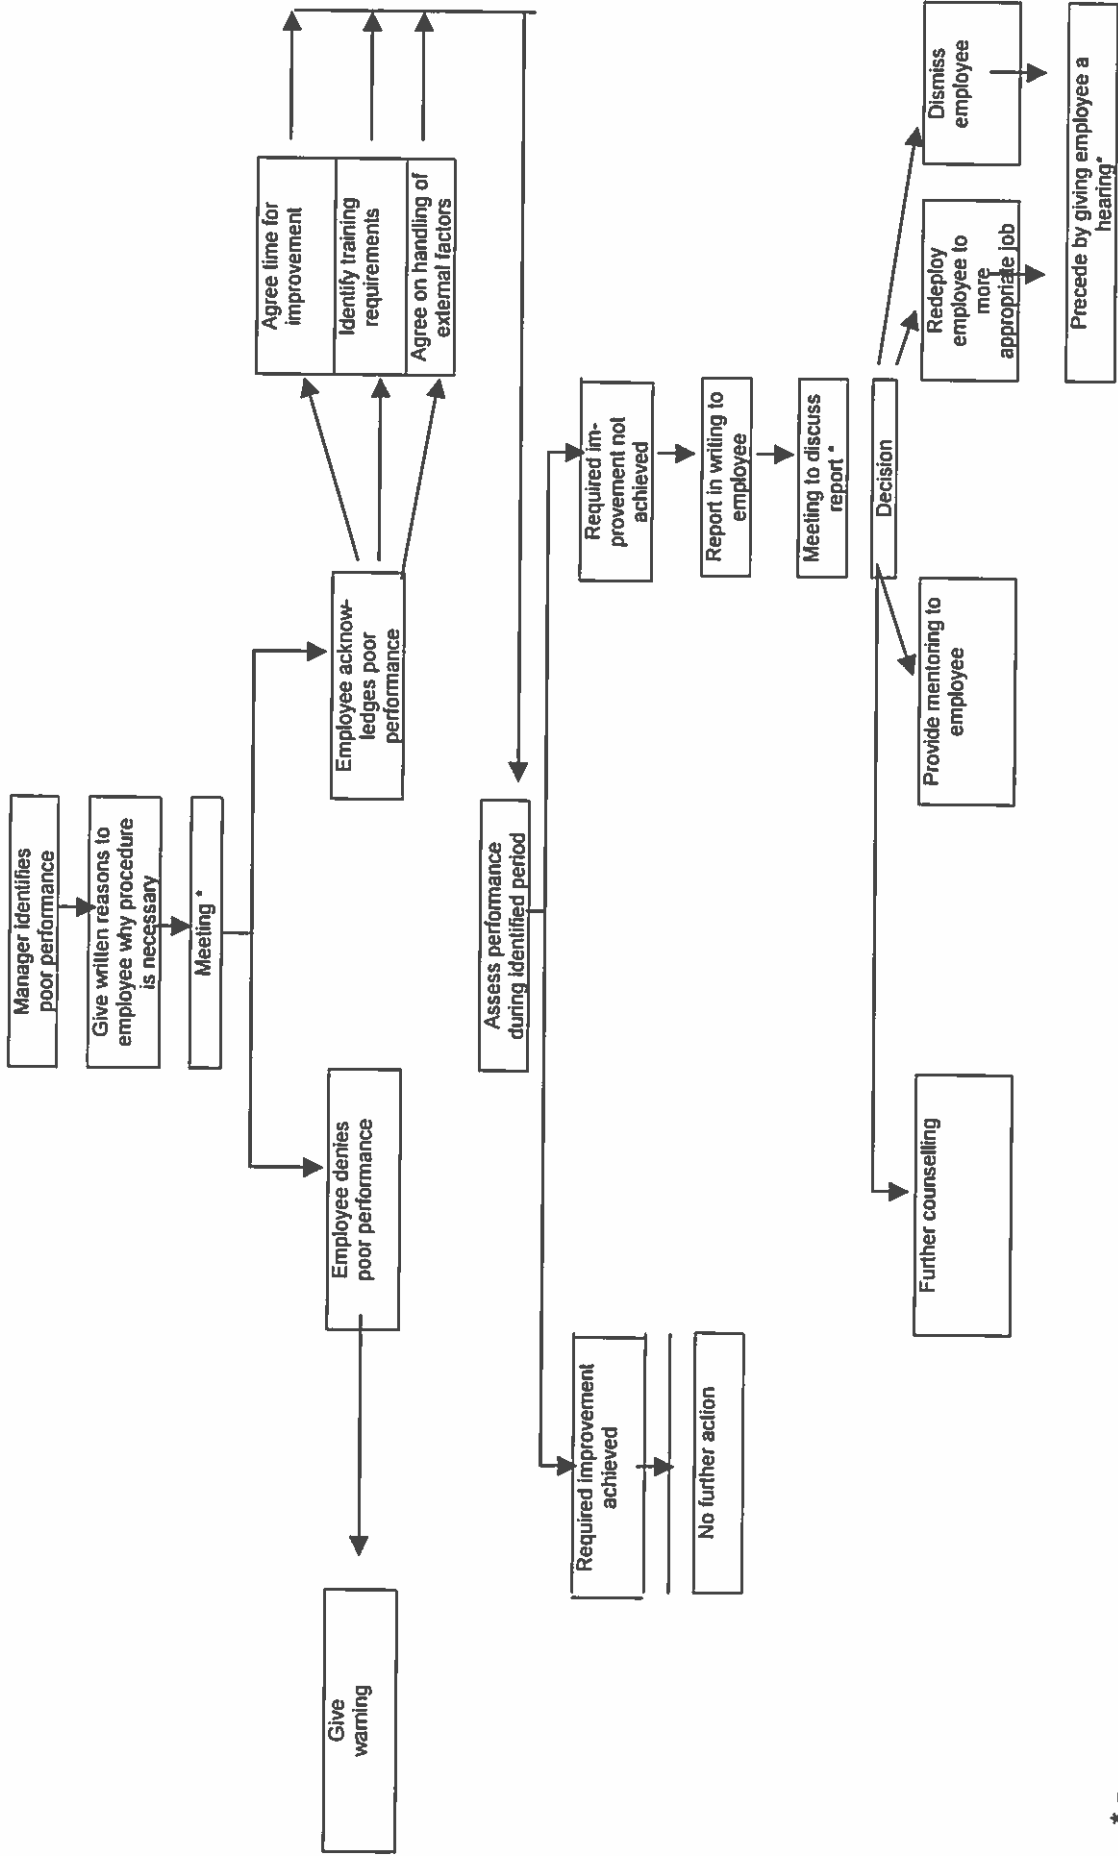 Manager identifies
poor performance
Give written reasons to
employee why procedure
is necessary
Meeting *
Employee denies
poor performance
Give
warning
Employee acknow-
ledges poor
performance
Agree time for
improvement
Identify training
requirements
Agree on handling of
external factors
Assess performance
during identified period
Required improvement
achieved
No further action
Required im-
provement not
achieved
Report in writing to
employee
Meeting to discuss
report *
Decision
Further counselling
Provide mentoring to
employee
Redeploy
employee to
more
appropriate job
Dismiss
employee
Precede by giving employee a
hearing*
*